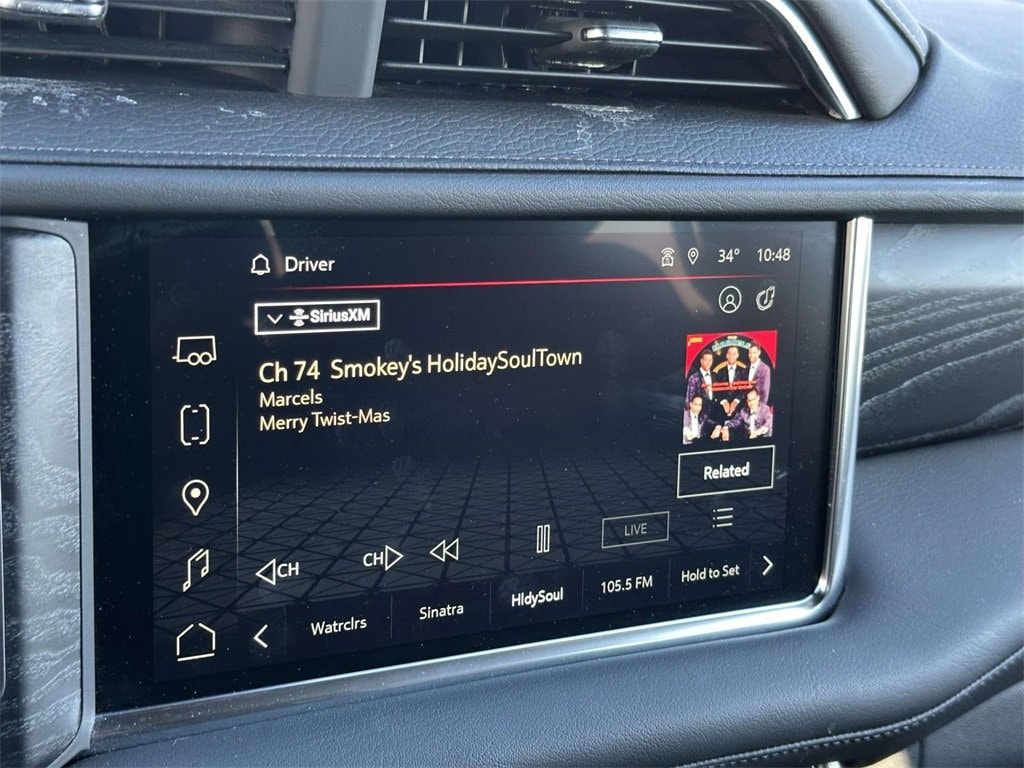 Driver
34° 10:48
SiriusXM
Ch 74 Smokey's HolidaySoulTown
Marcels
Merry Twist-Mas
Related
LIVE
CH
CH
Watrclrs
Sinatra
HldySoul
105.5 FM
Hold to Set